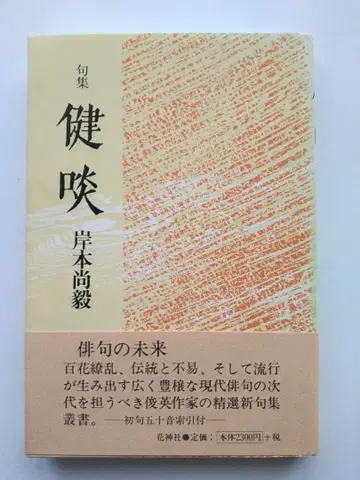 句集
健啖
岸本尚毅
俳句の未来
百花繚乱、伝統と不易、そして流行
が生み出す広く豊穣な現代俳句の次
代を担うべき俊英作家の精選新句集
叢書。──初句五十音索引付──
花神社●定価：本体2300円＋税